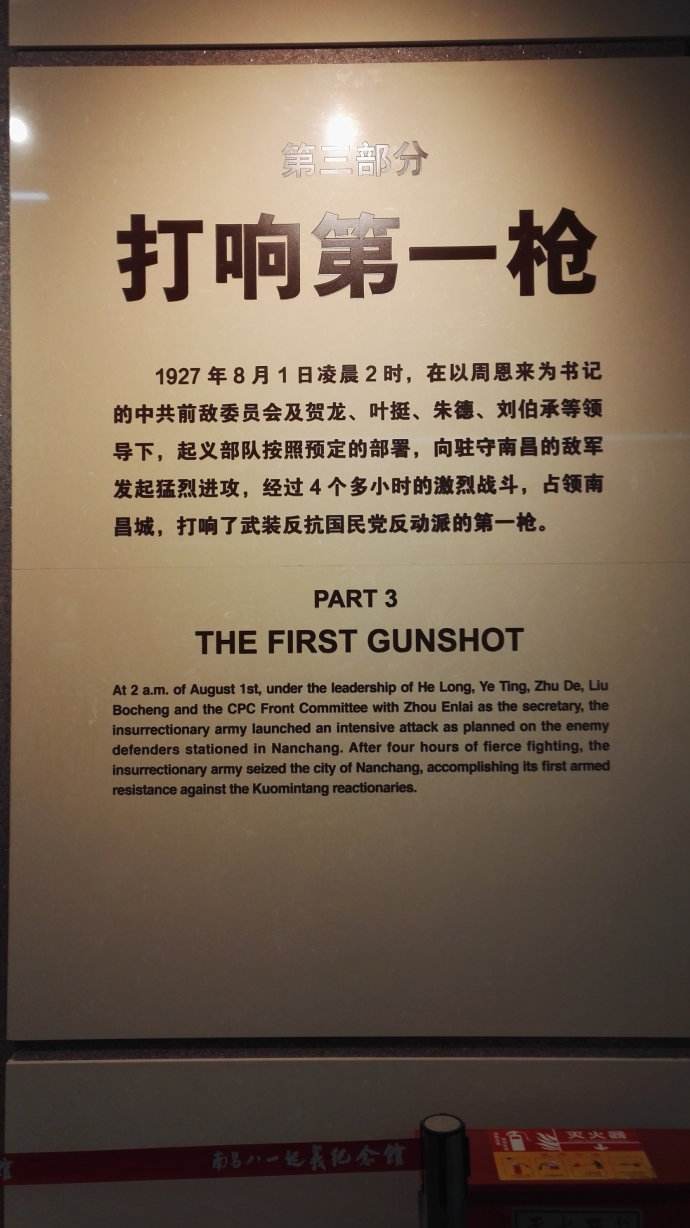 第三部分
打响第一枪
1927年8月1日凌晨2时，在以周恩来为书记
的中共前敌委员会及贺龙、叶挺、朱德、刘伯承等领
导下，起义部队按照预定的部署，向驻守南昌的敌军
发起猛烈进攻，经过4个多小时的激烈战斗，占领南
昌城，打响了武装反抗国民党反动派的第一枪。
PART 3
THE FIRST GUNSHOT
At 2 a.m. of August 1st, under the leadership of He Long, Ye Ting, Zhu De, Liu
Bocheng and the CPC Front Committee with Zhou Enlai as the secretary, the
insurrectionary army launched an intensive attack as planned on the enemy
defenders stationed in Nanchang. After four hours of fierce fighting, the
insurrectionary army seized the city of Nanchang, accomplishing its first armed
resistance against the Kuomintang reactionaries.
馆 南昌八一起义纪念馆
灭火器